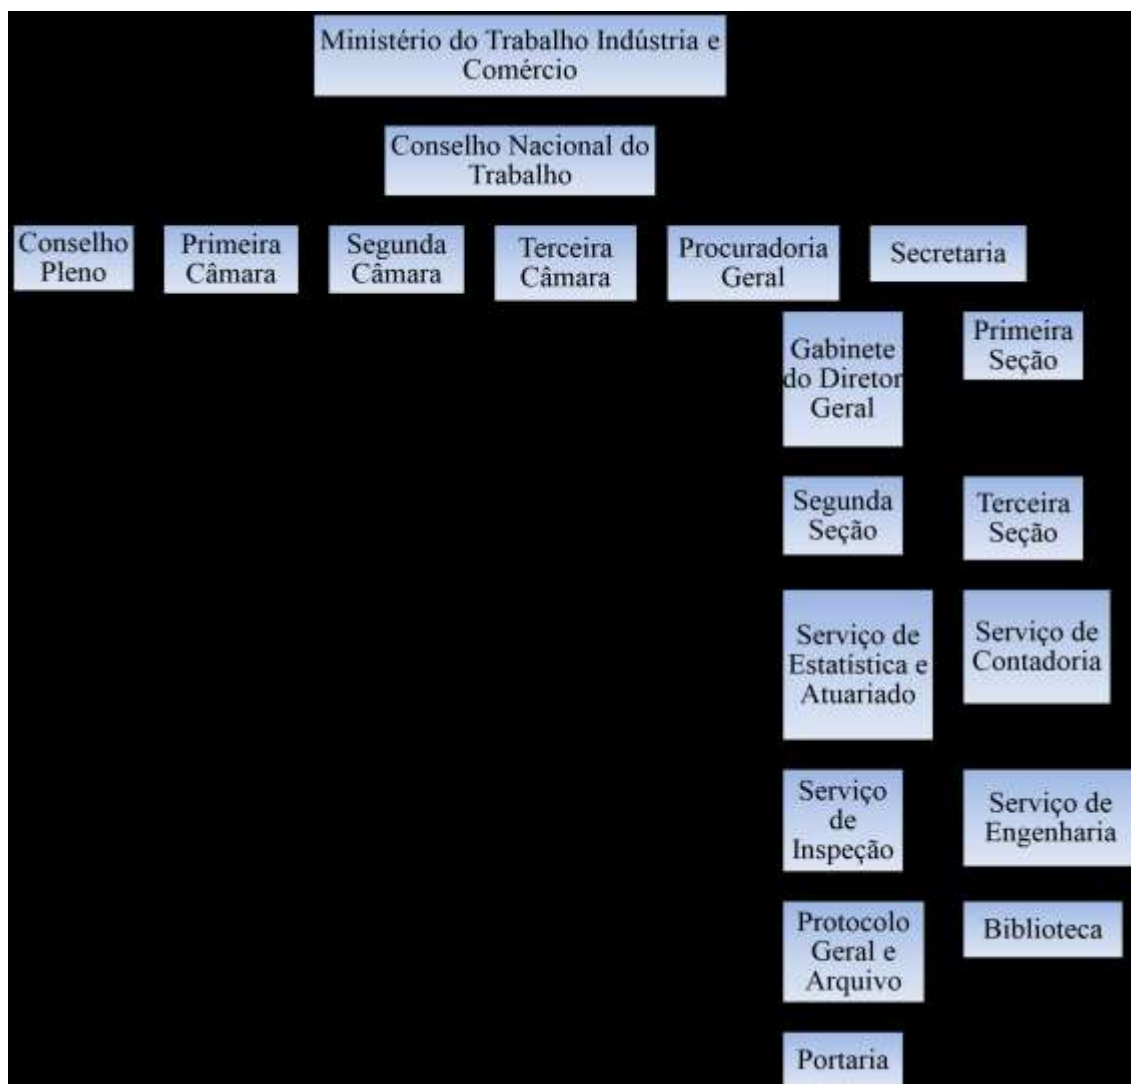 Ministério do Trabalho Indústria e
Comércio
Conselho Nacional do
Trabalho
Conselho
Pleno
Primeira
Câmara
Segunda
Câmara
Terceira
Câmara
Procuradoria
Geral
Secretaria
Gabinete
do Diretor
Geral
Primeira
Seção
Segunda
Seção
Terceira
Seção
Serviço de
Estatística e
Atuariado
Serviço de
Contadoria
Serviço
de
Inspeção
Serviço de
Engenharia
Protocolo
Geral e
Arquivo
Biblioteca
Portaria